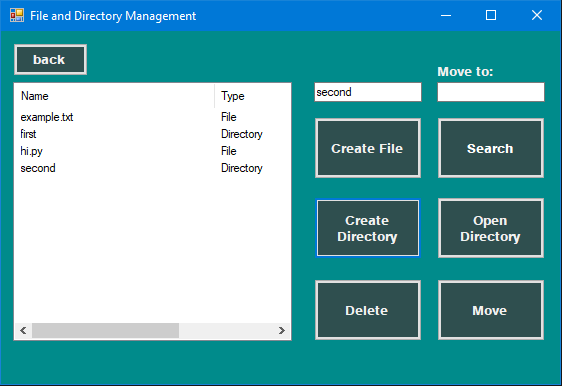 File and Directory Management
back
Move to:
Name Type
second
example.txt File
first Directory
hi.py File
second Directory
Create File
Search
Create
Directory
Open
Directory
Delete
Move